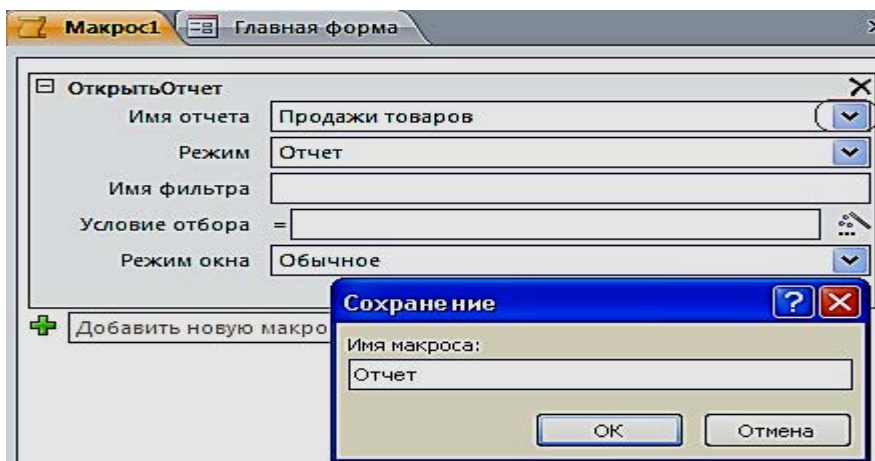 Макрос1 Главная форма
ОткрытьОтчет
Имя отчета Продажи товаров
Режим Отчет
Имя фильтра
Условие отбора =
Режим окна Обычное
Добавить новую макро
Сохранение
Имя макроса:
Отчет
ОК Отмена